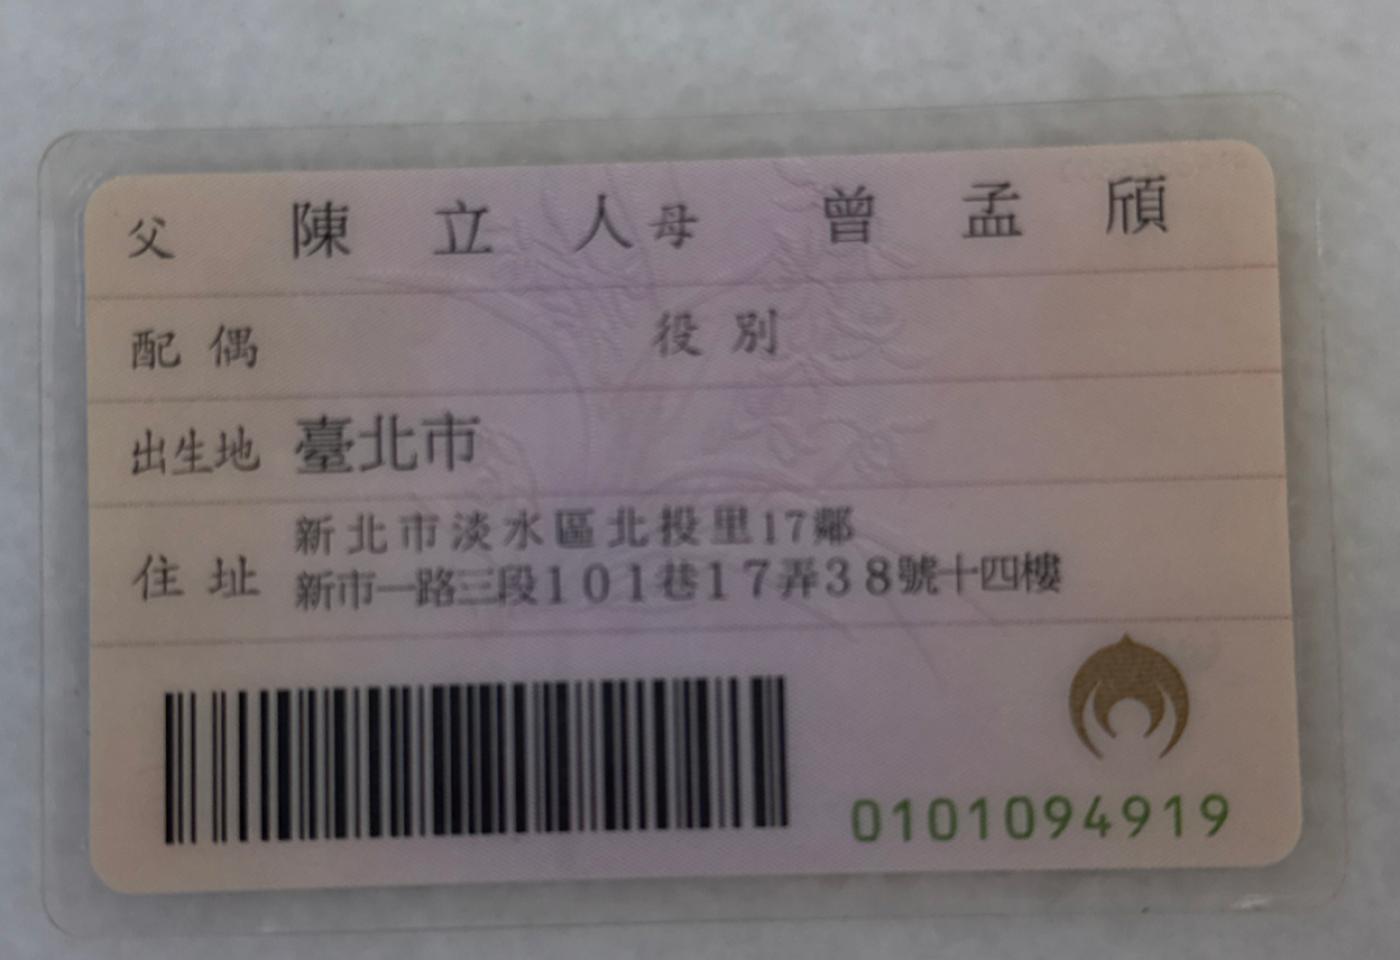 父 陳立人 母 曾孟頎
配偶 役別
出生地 臺北市
住址 新北市淡水區北投里17鄰
新市一路三段101巷17弄38號十四樓
0101094919